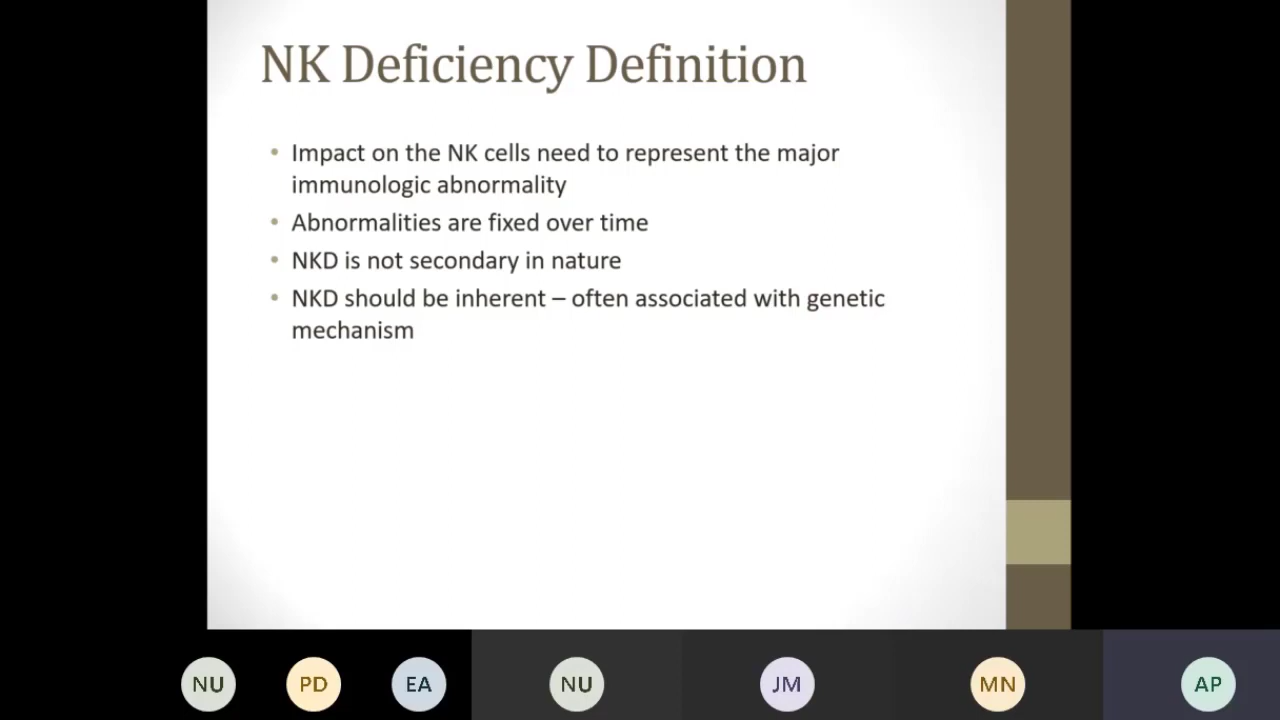 NK Deficiency Definition
• Impact on the NK cells need to represent the major
immunologic abnormality
• Abnormalities are fixed over time
• NKD is not secondary in nature
• NKD should be inherent – often associated with genetic
mechanism
NU PD EA NU JM MN AP